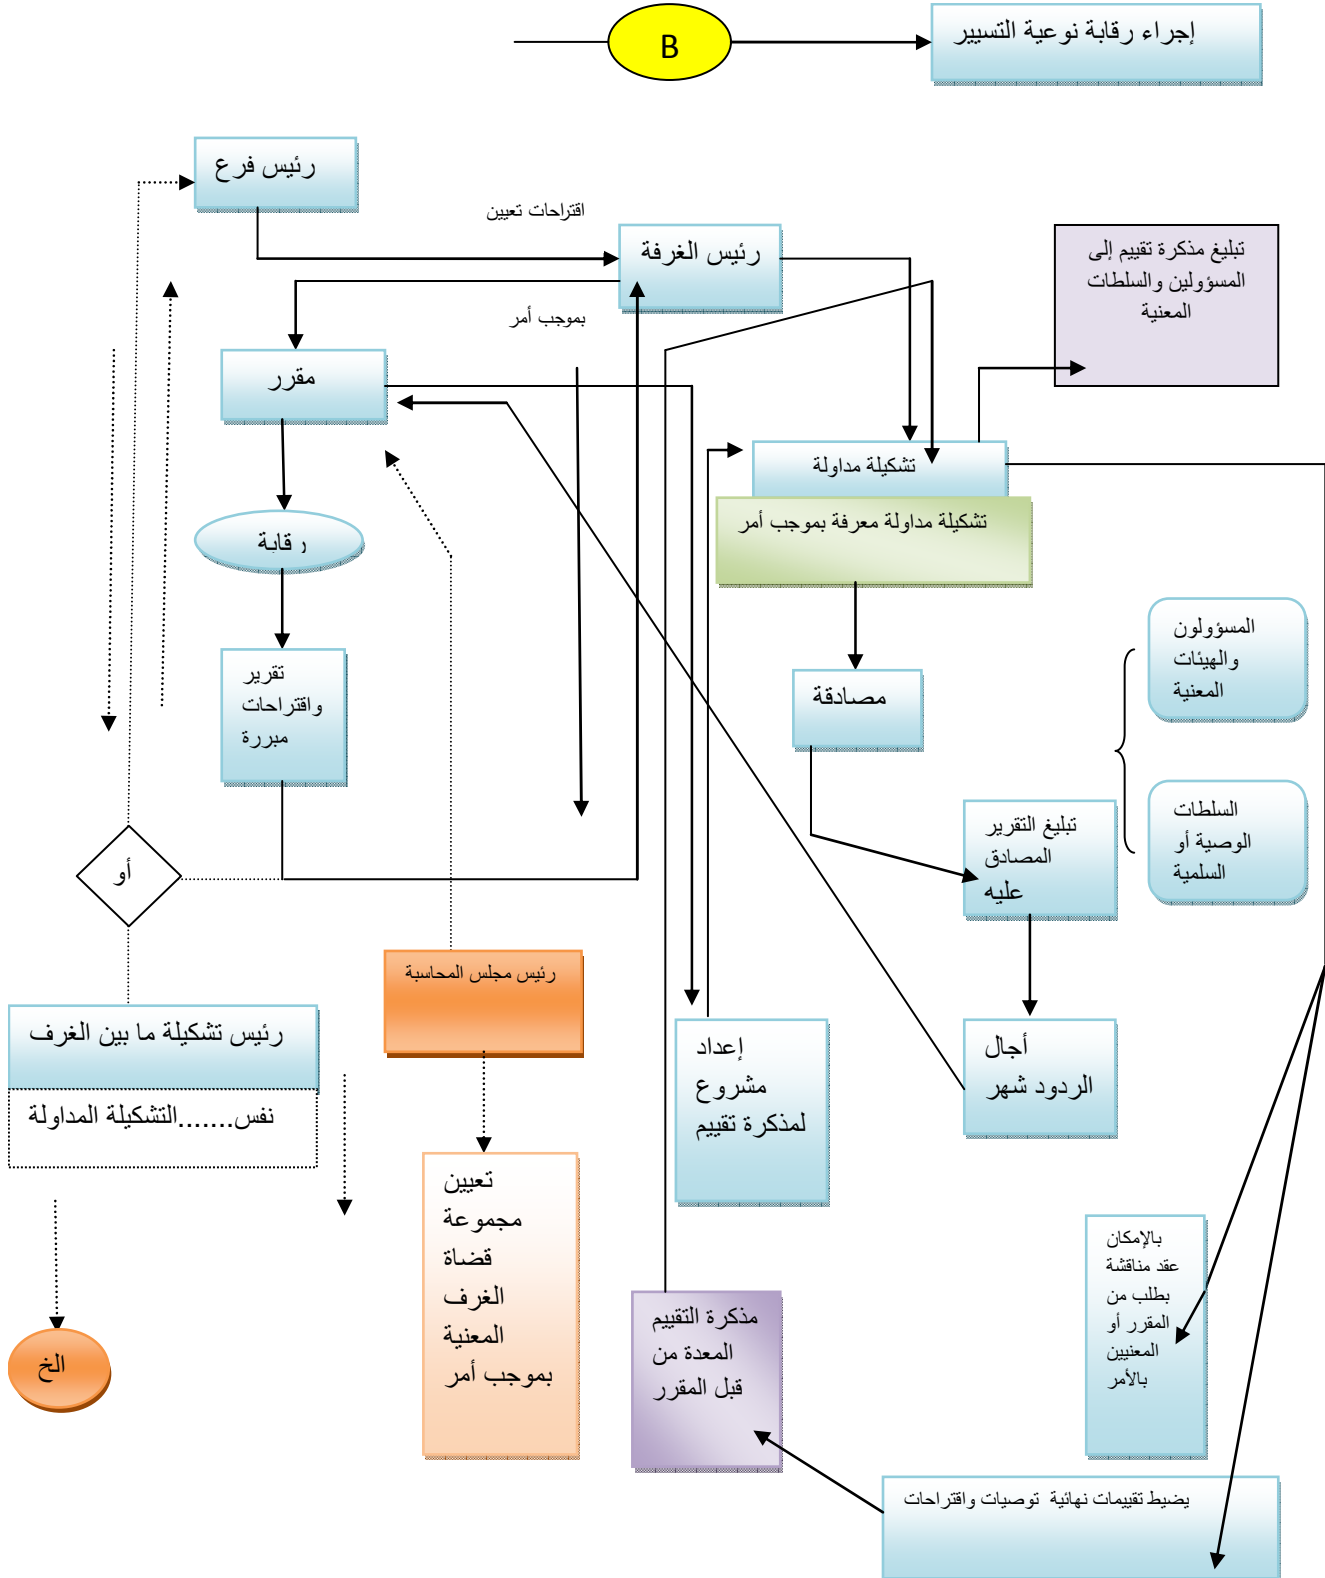 B
إجراء رقابة نوعية التسيير
رئيس فرع
اقتراحات تعيين
رئيس الغرفة
تبليغ مذكرة تقييم إلى
المسؤولين والسلطات
المعنية
بموجب أمر
مقرر
تشكيلة مداولة
تشكيلة مداولة معرفة بموجب أمر
رقابة
المسؤولون
والهيئات
المعنية
تقرير
واقتراحات
مبررة
مصادقة
السلطات
الوصية أو
السلمية
تبليغ التقرير
المصادق
عليه
أو
رئيس مجلس المحاسبة
رئيس تشكيلة ما بين الغرف
نفس.......التشكيلة المداولة
إعداد
مشروع
لمذكرة تقييم
أجال
الردود شهر
تعيين
مجموعة
قضاة
الغرف
المعنية
بموجب أمر
بالإمكان
عقد مناقشة
بطلب من
المقرر أو
المعنيين
بالأمر
مذكرة التقييم
المعدة من
قبل المقرر
الخ
يضبط تقييمات نهائية توصيات واقتراحات